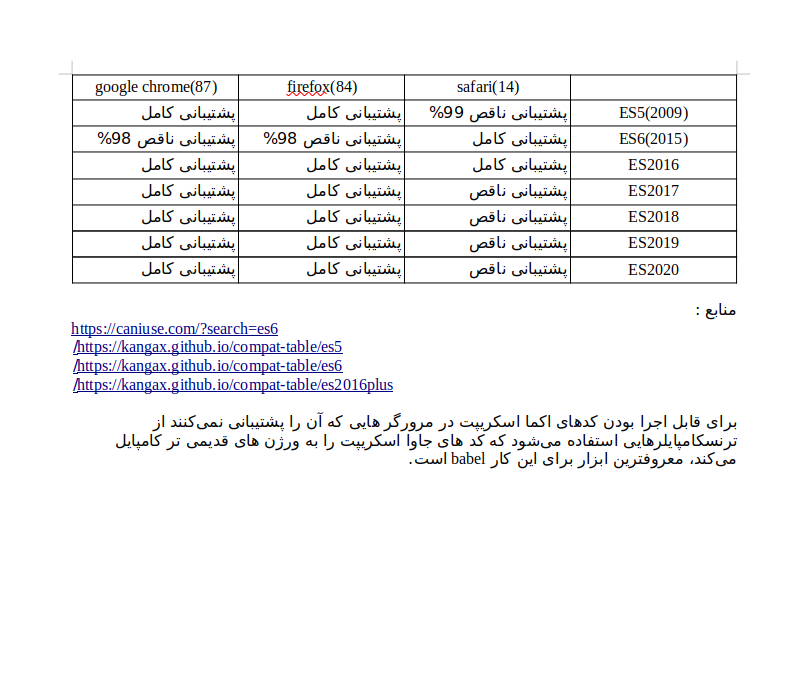 safari(14) firefox(84) google chrome(87)
ES5(2009) پشتیبانی ناقص 99% پشتیبانی کامل پشتیبانی کامل
ES6(2015) پشتیبانی کامل پشتیبانی ناقص 98% پشتیبانی ناقص 98%
ES2016 پشتیبانی کامل پشتیبانی کامل پشتیبانی کامل
ES2017 پشتیبانی ناقص پشتیبانی کامل پشتیبانی کامل
ES2018 پشتیبانی ناقص پشتیبانی کامل پشتیبانی کامل
ES2019 پشتیبانی ناقص پشتیبانی کامل پشتیبانی کامل
ES2020 پشتیبانی ناقص پشتیبانی کامل پشتیبانی کامل
منابع :
https://caniuse.com/?search=es6
https://kangax.github.io/compat-table/es5/
https://kangax.github.io/compat-table/es6/
https://kangax.github.io/compat-table/es2016plus/
برای قابل اجرا بودن کدهای اکما اسکریپت در مرورگر هایی که آن را پشتیبانی نمی‌کنند از
ترنسکامپایلرهایی استفاده می‌شود که کد های جاوا اسکریپت را به ورژن های قدیمی تر کامپایل
می‌کند، معروفترین ابزار برای این کار babel است.